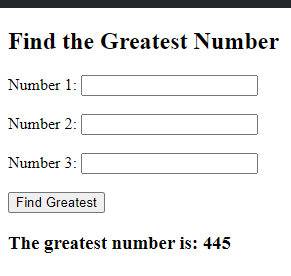 Find the Greatest Number
Number 1:
Number 2:
Number 3:
Find Greatest
The greatest number is: 445